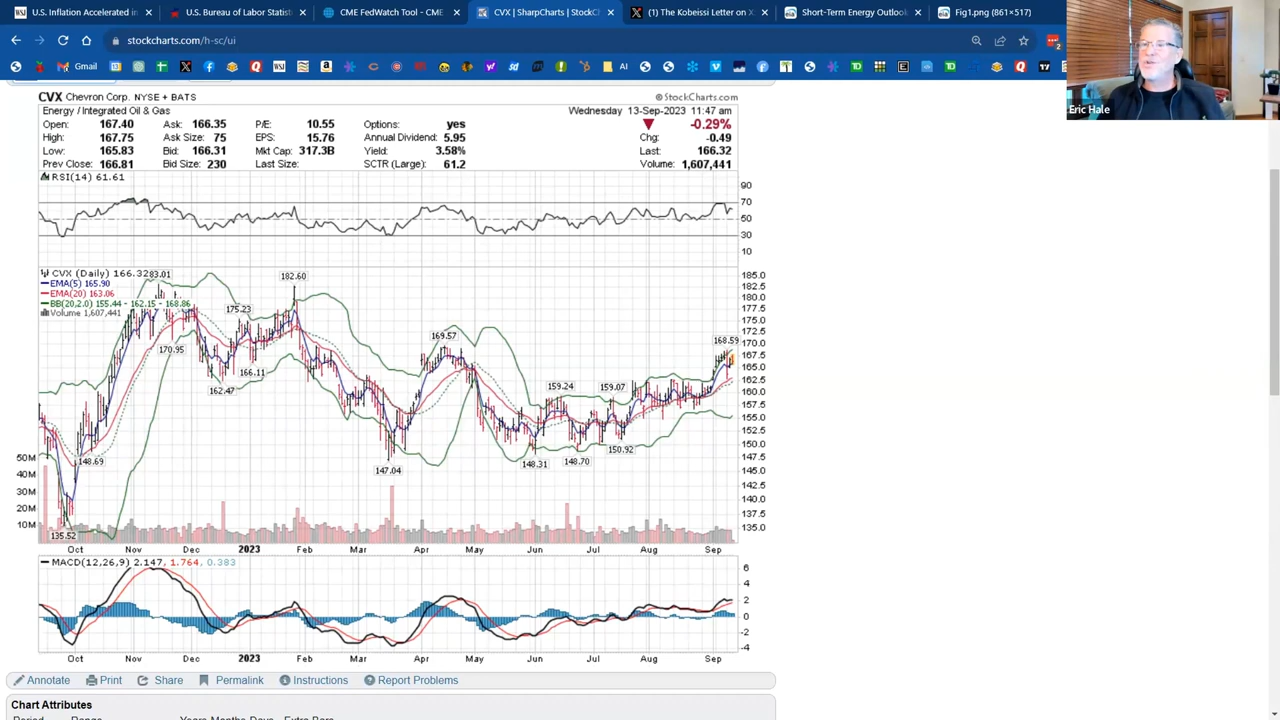 U.S. Inflation Accelerated in
U.S. Bureau of Labor Statist
CME FedWatch Tool - CME
CVX | SharpCharts | StockCh
(1) The Kobeissi Letter on X
Short-Term Energy Outlook
Fig1.png (861×517)
stockcharts.com/h-sc/ui
Gmail
Eric Hale
CVX Chevron Corp. NYSE + BATS
© StockCharts.com
Energy / Integrated Oil & Gas
Wednesday 13-Sep-2023 11:47 am
Open: 167.40 Ask: 166.35 P/E: 10.55 Options: yes -0.29%
High: 167.75 Ask Size: 75 EPS: 15.76 Annual Dividend: 5.95 Chg: -0.49
Low: 165.83 Bid: 166.31 Mkt Cap: 317.3B Yield: 3.58% Last: 166.32
Prev Close: 166.81 Bid Size: 230 Last Size: SCTR (Large): 61.2 Volume: 1,607,441
RSI(14) 61.61
90
70
50
30
10
CVX (Daily) 166.32
83.01
EMA(5) 165.90
EMA(20) 163.06
BB(20,2.0) 155.44 - 162.15 - 168.86
Volume 1,607,441
182.60
175.23
170.95
166.11
162.47
169.57
168.59
159.24
159.07
150.92
148.69
148.31
148.70
147.04
135.52
185.0
182.5
180.0
177.5
175.0
172.5
170.0
167.5
165.0
162.5
160.0
157.5
155.0
152.5
150.0
147.5
145.0
142.5
140.0
137.5
135.0
50M
40M
30M
20M
10M
Oct Nov Dec 2023 Feb Mar Apr May Jun Jul Aug Sep
MACD(12,26,9) 2.147, 1.764, 0.383
6
4
2
0
-2
-4
Oct Nov Dec 2023 Feb Mar Apr May Jun Jul Aug Sep
Annotate Print Share Permalink Instructions Report Problems
Chart Attributes